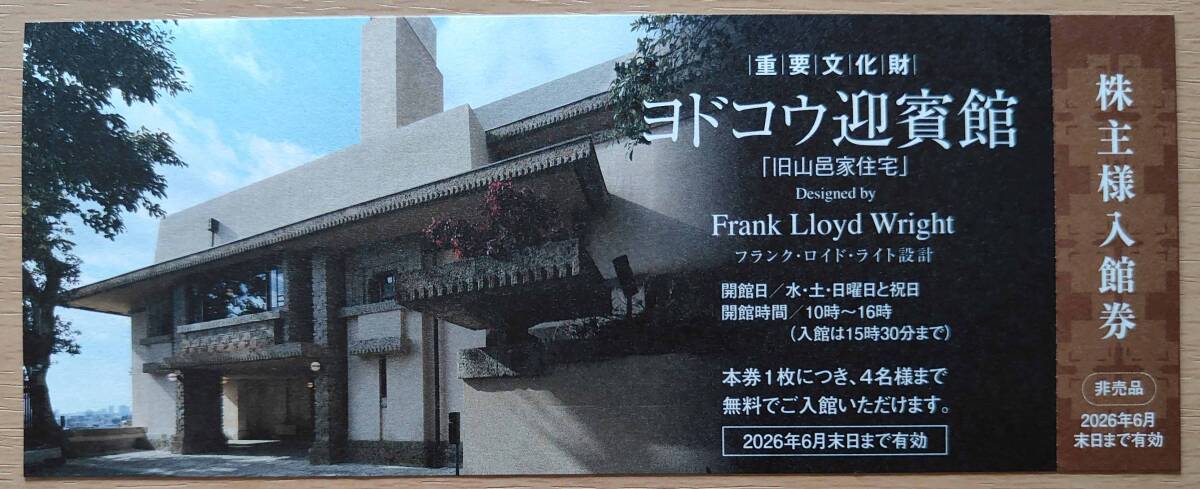 重要文化財
ヨドコウ迎賓館
「旧山邑家住宅」
Designed by
Frank Lloyd Wright
フランク・ロイド・ライト設計
開館日／水・土・日曜日と祝日
開館時間／10時～16時
（入館は15時30分まで）
本券1枚につき、4名様まで
無料でご入館いただけます。
2026年6月末日まで有効
株主様入館券
非売品
2026年6月
末日まで有効